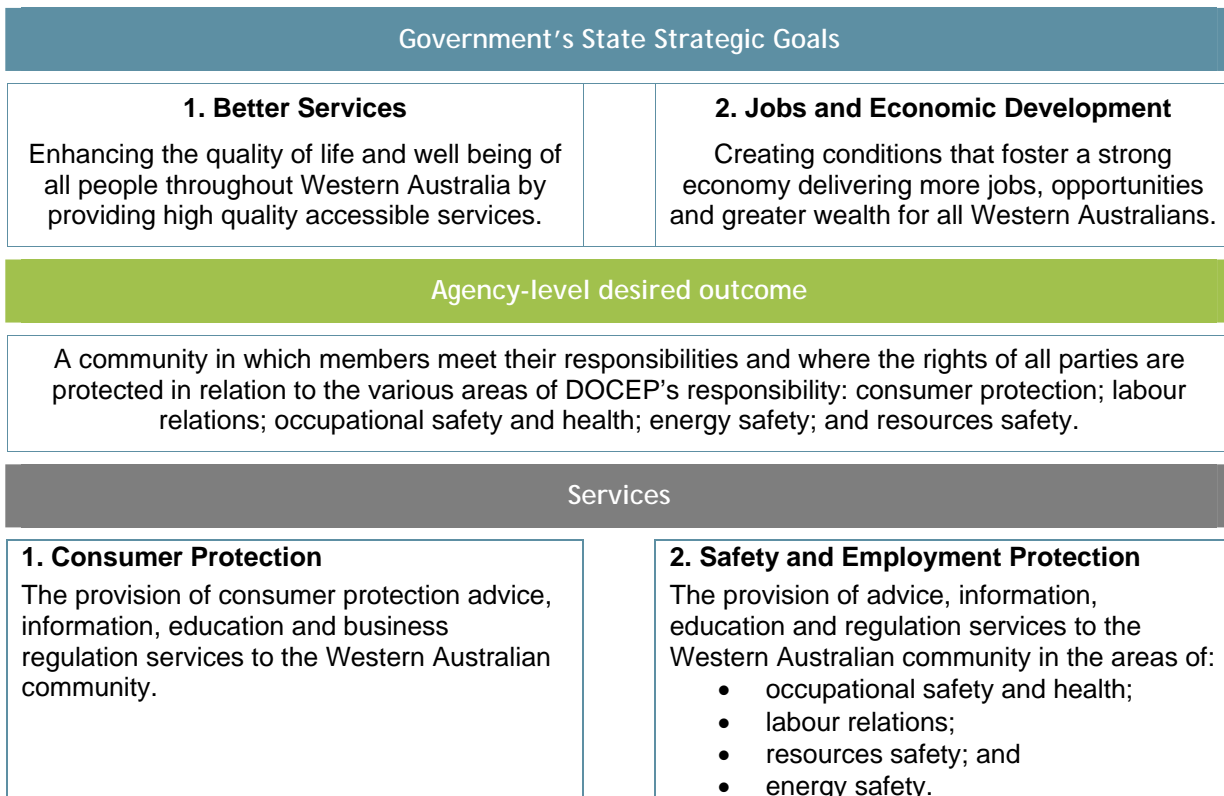 Government's State Strategic Goals
1. Better Services
Enhancing the quality of life and well being of
all people throughout Western Australia by
providing high quality accessible services.
2. Jobs and Economic Development
Creating conditions that foster a strong
economy delivering more jobs, opportunities
and greater wealth for all Western Australians.
Agency-level desired outcome
A community in which members meet their responsibilities and where the rights of all parties are
protected in relation to the various areas of DOCEP's responsibility: consumer protection; labour
relations; occupational safety and health; energy safety; and resources safety.
Services
1. Consumer Protection
The provision of consumer protection advice,
information, education and business
regulation services to the Western Australian
community.
2. Safety and Employment Protection
The provision of advice, information,
education and regulation services to the
Western Australian community in the areas of:
• occupational safety and health;
• labour relations;
• resources safety; and
• energy safety.